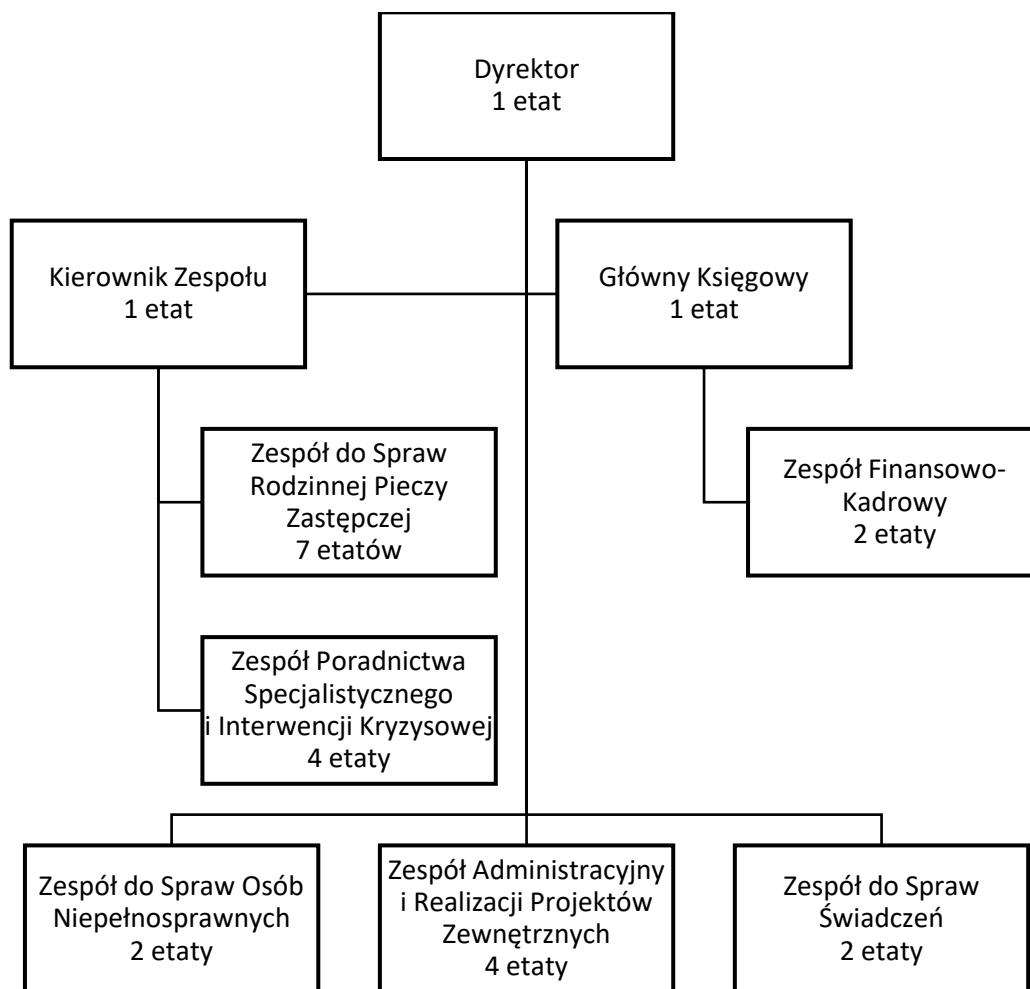 Dyrektor
1 etat
Kierownik Zespołu
1 etat
Główny Księgowy
1 etat
Zespół do Spraw
Rodzinnej Pieczy
Zastępczej
7 etatów
Zespół Finansowo-
Kadrowy
2 etaty
Zespół Poradnictwa
Specjalistycznego
i Interwencji Kryzysowej
4 etaty
Zespół do Spraw Osób
Niepełnosprawnych
2 etaty
Zespół Administracyjny
i Realizacji Projektów
Zewnętrznych
4 etaty
Zespół do Spraw
Świadczeń
2 etaty